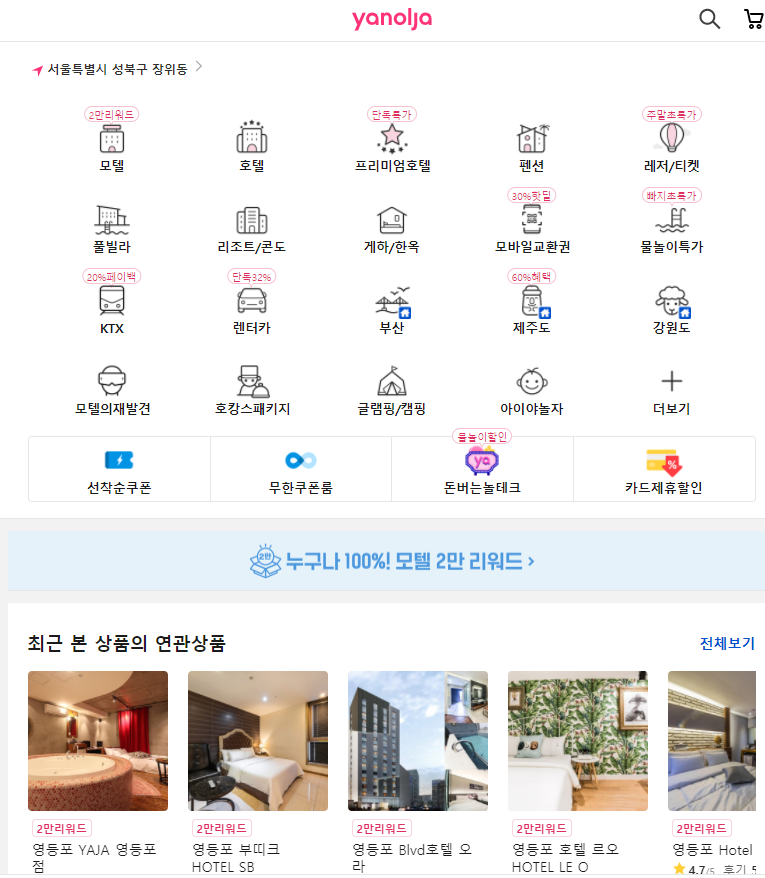 yanolja
서울특별시 성북구 장위동
2만리워드
단독특가
주말초특가
모텔
호텔
프리미엄호텔
펜션
레저/티켓
30%핫딜
빠지초특가
풀빌라
리조트/콘도
게하/한옥
모바일교환권
물놀이특가
20%페이백
단독32%
60%혜택
KTX
렌터카
부산
제주도
강원도
모텔의재발견
호캉스패키지
글램핑/캠핑
아이야놀자
더보기
물놀이할인
ya
선착순쿠폰
무한쿠폰룸
돈버는놀테크
카드제휴할인
2만 누구나 100%! 모텔 2만 리워드 >
최근 본 상품의 연관상품
전체보기
2만리워드
영등포 YAJA 영등포
점
2만리워드
영등포 부띠크
HOTEL SB
2만리워드
영등포 Blvd호텔 오
라
2만리워드
영등포 호텔 르오
HOTEL LE O
2만리워드
영등포 Hotel
4.7/5 후기 5